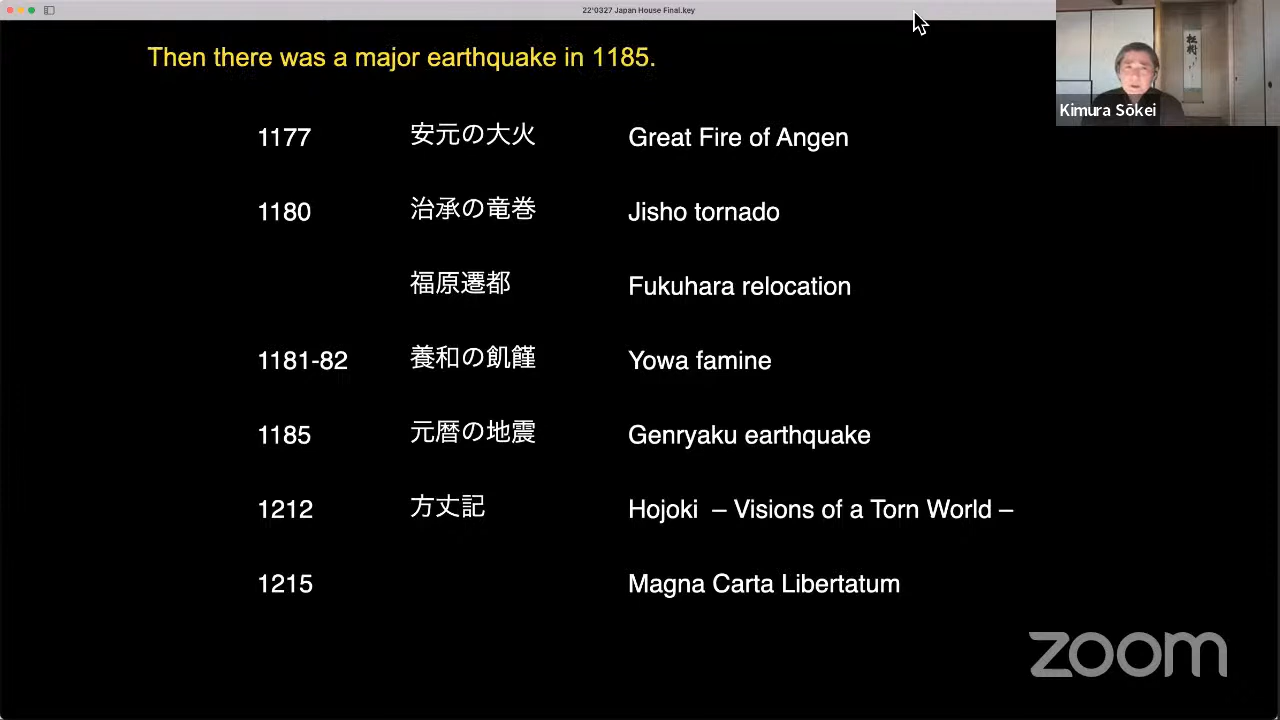 22'0327 Japan House Final.key
Then there was a major earthquake in 1185.
Kimura Sōkei
1177 安元の大火 Great Fire of Angen
1180 治承の竜巻 Jisho tornado
福原遷都 Fukuhara relocation
1181-82 養和の飢饉 Yowa famine
1185 元暦の地震 Genryaku earthquake
1212 方丈記 Hojoki – Visions of a Torn World –
1215 Magna Carta Libertatum
zoom